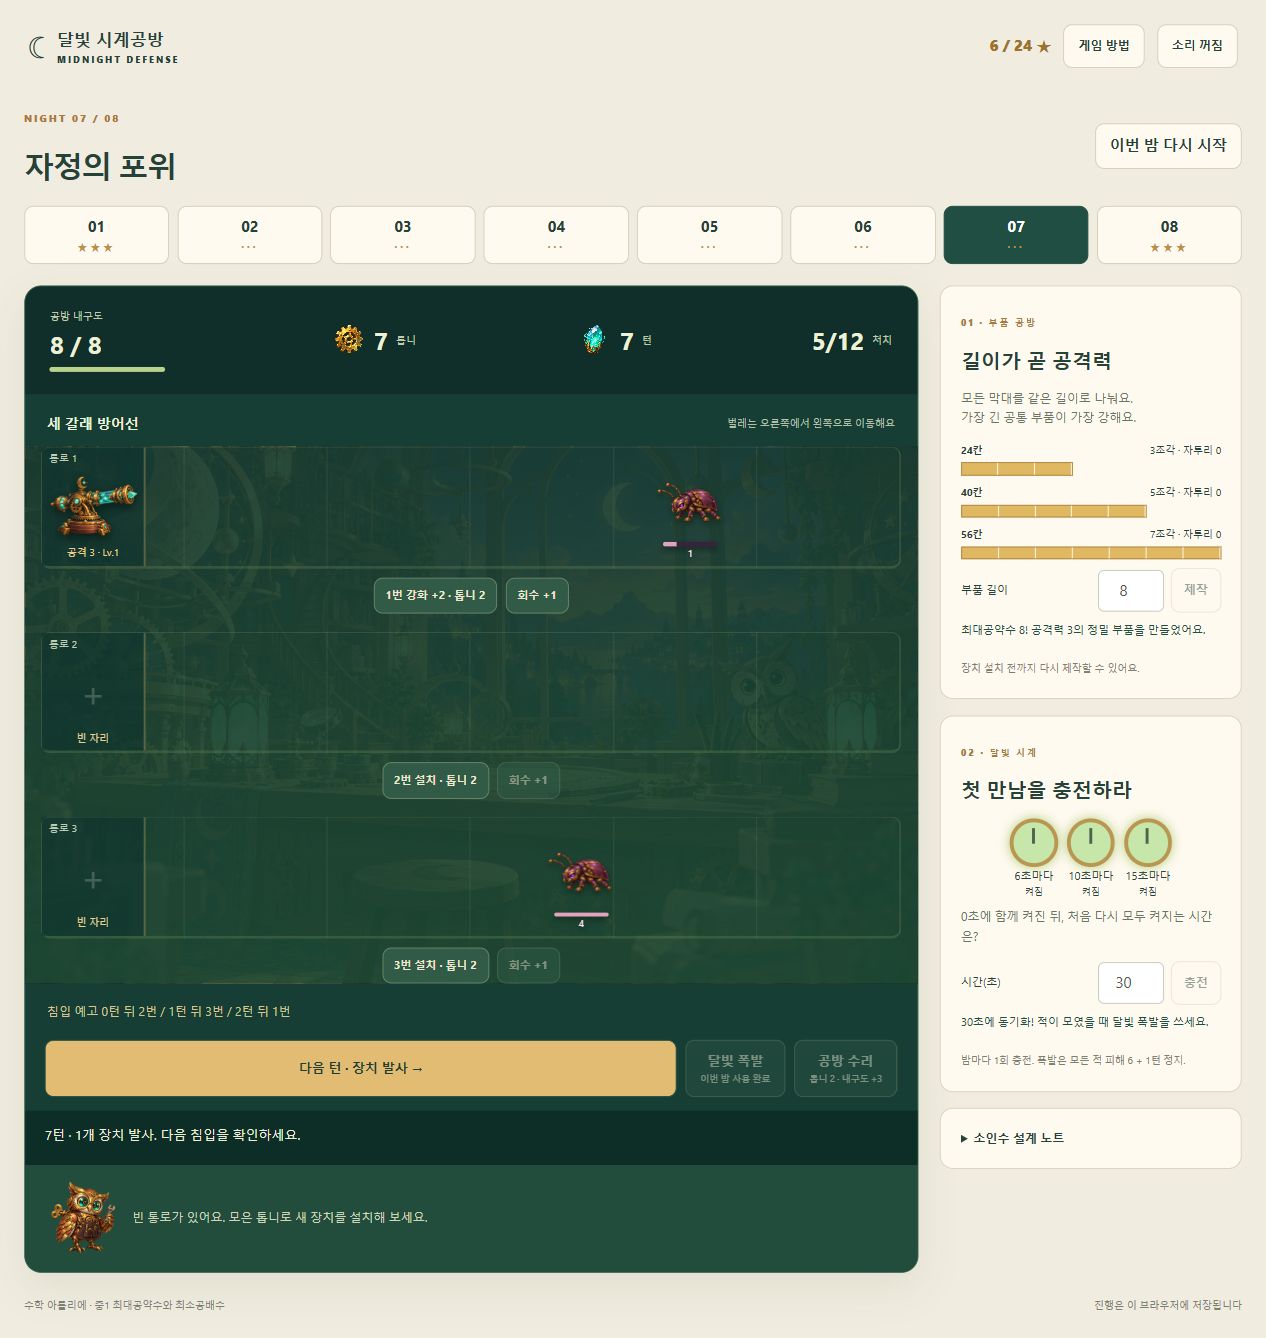 달빛 시계공방
MIDNIGHT DEFENSE
6 / 24 ★
게임 방법
소리 꺼짐
NIGHT 07 / 08
자정의 포위
이번 밤 다시 시작
01
★★★
02
···
03
···
04
···
05
···
06
···
07
···
08
★★★
공방 내구도
8 / 8
7 톱니
7 턴
5/12 처치
세 갈래 방어선
벌레는 오른쪽에서 왼쪽으로 이동해요
통로 1
공격 3 · Lv.1
1
1번 강화 +2 · 톱니 2
회수 +1
통로 2
+
빈 자리
2번 설치 · 톱니 2
회수 +1
통로 3
+
빈 자리
4
3번 설치 · 톱니 2
회수 +1
침입 예고 0턴 뒤 2번 / 1턴 뒤 3번 / 2턴 뒤 1번
다음 턴 · 장치 발사 →
달빛 폭발
이번 밤 사용 완료
공방 수리
톱니 2 · 내구도 +3
7턴 · 1개 장치 발사. 다음 침입을 확인하세요.
빈 통로가 있어요. 모은 톱니로 새 장치를 설치해 보세요.
01 · 부품 공방
길이가 곧 공격력
모든 막대를 같은 길이로 나눠요.
가장 긴 공통 부품이 가장 강해요.
24칸
3조각 · 자투리 0
40칸
5조각 · 자투리 0
56칸
7조각 · 자투리 0
부품 길이
8
제작
최대공약수 8! 공격력 3의 정밀 부품을 만들었어요.
장치 설치 전까지 다시 제작할 수 있어요.
02 · 달빛 시계
첫 만남을 충전하라
6초마다
켜짐
10초마다
켜짐
15초마다
켜짐
0초에 함께 켜진 뒤, 처음 다시 모두 켜지는 시간
은?
시간(초)
30
충전
30초에 동기화! 적이 모였을 때 달빛 폭발을 쓰세요.
밤마다 1회 충전. 폭발은 모든 적 피해 6 + 1턴 정지.
▶ 소인수 설계 노트
수학 아틀리에 · 중1 최대공약수와 최소공배수
진행은 이 브라우저에 저장됩니다